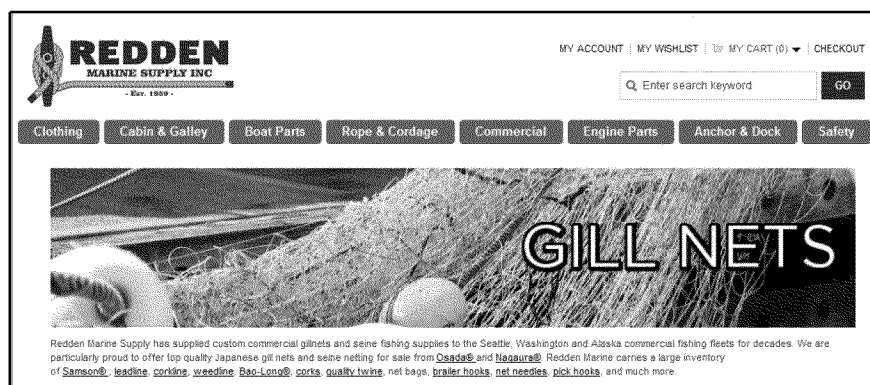 REDDEN
MARINE SUPPLY INC
- EST. 1959 -
MY ACCOUNT | MY WISHLIST | MY CART (0) | CHECKOUT
Enter search keyword GO
Clothing Cabin & Galley Boat Parts Rope & Cordage Commercial Engine Parts Anchor & Dock Safety
GILL NETS
Redden Marine Supply has supplied custom commercial gillnets and seine fishing supplies to the Seattle, Washington and Alaska commercial fishing fleets for decades. We are
particularly proud to offer top quality Japanese gill nets and seine netting for sale from Osada® and Nagaura®. Redden Marine carries a large inventory
of Samson®, leadline, corkline, weedline, Bao-Long®, corks, quality twine, net bags, brailer hooks, net needles, pick hooks, and much more.